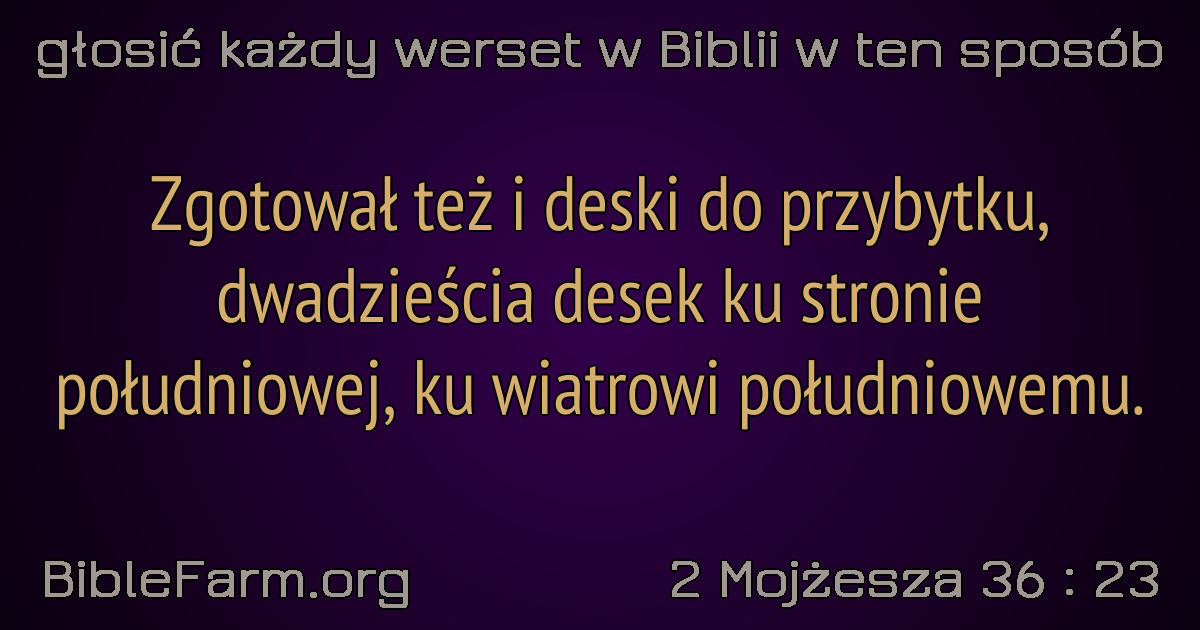 głosić każdy werset w Biblii w ten sposób
Zgotował też i deski do przybytku,
dwadzieścia desek ku stronie
południowej, ku wiatrowi południowemu.
BibleFarm.org
2 Mojżesza 36 : 23